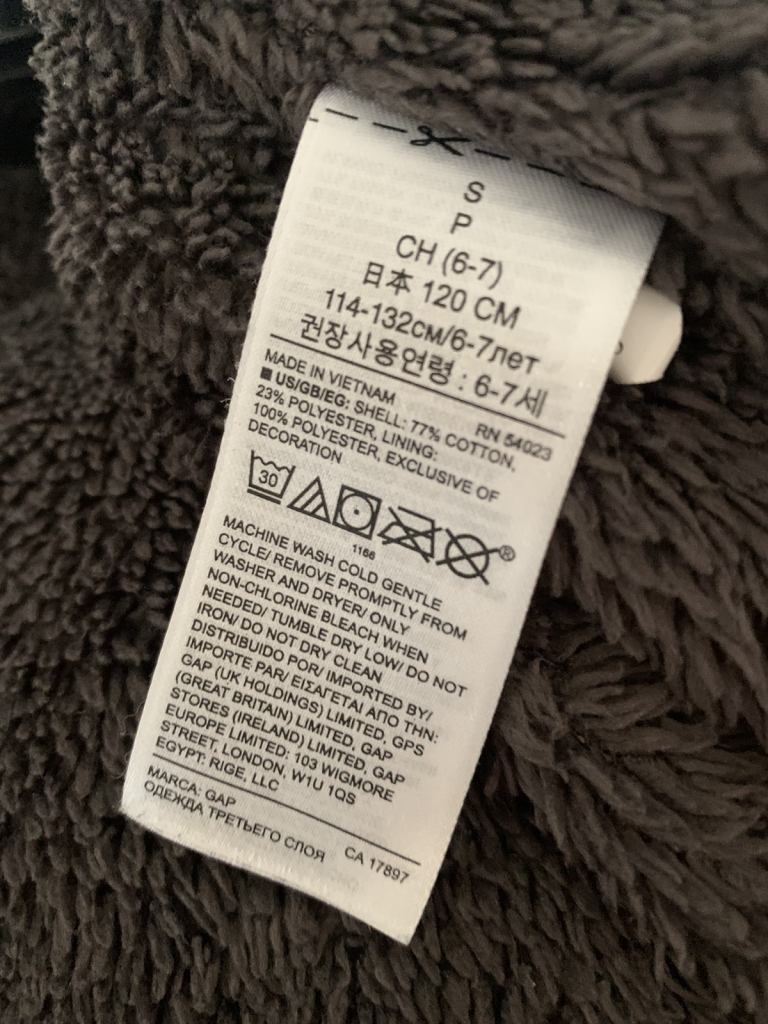 S
P
CH (6-7)
日本 120 CM
114-132см/6-7лет
권장사용연령 : 6-7세
MADE IN VIETNAM
RN 54023
■ US/GB/EG: SHELL: 77% COTTON,
23% POLYESTER, LINING:
100% POLYESTER, EXCLUSIVE OF
DECORATION
30
®
1166
MACHINE WASH COLD GENTLE
CYCLE/ REMOVE PROMPTLY FROM
WASHER AND DRYER/ ONLY
NON-CHLORINE BLEACH WHEN
NEEDED/ TUMBLE DRY LOW/ DO NOT
IRON/ DO NOT DRY CLEAN
DISTRIBUIDO POR/ IMPORTED BY/
IMPORTE PAR/ ΕΙΣΑΓΕΤΑΙ ΑΠΟ ΤΗΝ:
GAP (UK HOLDINGS) LIMITED, GPS
(GREAT BRITAIN) LIMITED, GAP
STORES (IRELAND) LIMITED, GAP
EUROPE LIMITED: 103 WIGMORE
STREET, LONDON, W1U 1QS
EGYPT: RIGE, LLC
MARCA: GAP
ОДЕЖДА ТРЕТЬЕГО СЛОЯ
CA 17897